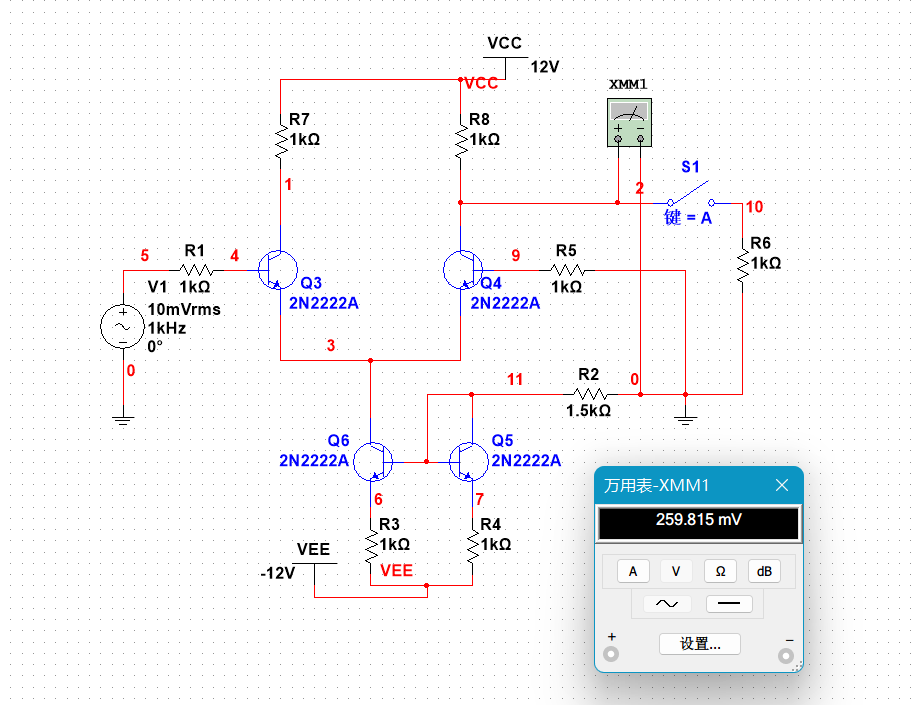 VCC
12V
VCC
XMM1
R7
1kΩ
R8
1kΩ
+ −
S1
1
2
键 = A
10
5
R1
4
9
R5
R6
1kΩ
V1
1kΩ
Q3
2N2222A
Q4
2N2222A
1kΩ
10mVrms
1kHz
0°
+
−
3
0
11
R2
0
1.5kΩ
Q6
2N2222A
Q5
2N2222A
6
7
R3
1kΩ
R4
1kΩ
VEE
-12V
VEE
万用表-XMM1
259.815 mV
A
V
Ω
dB
+
−
设置...